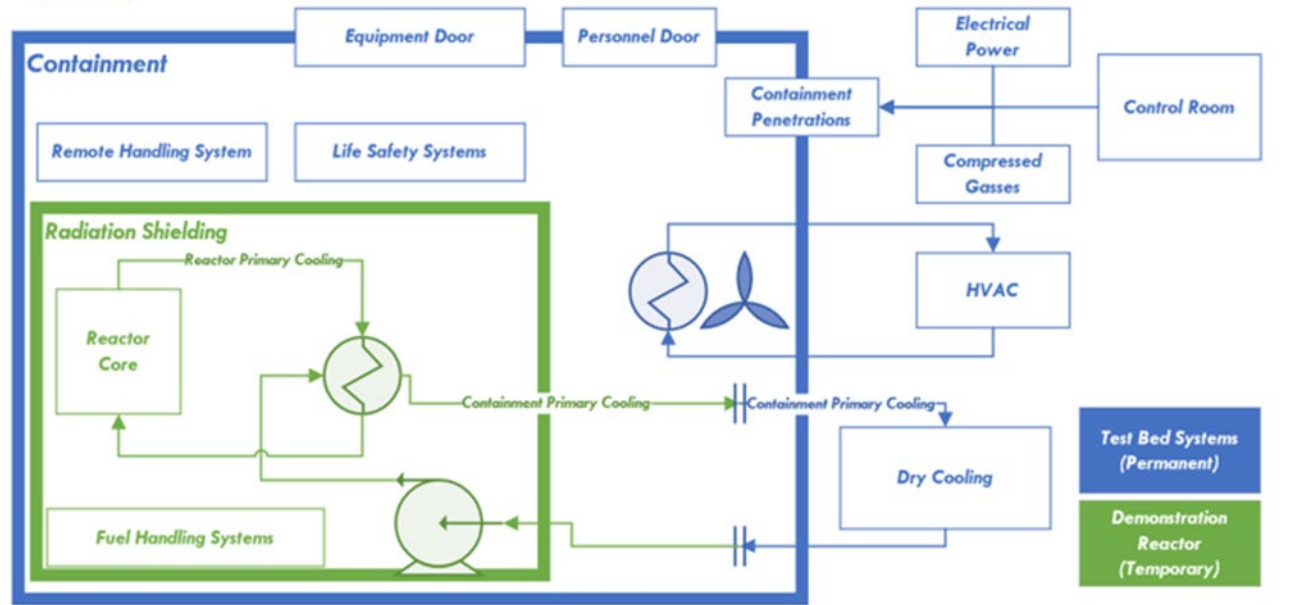 Equipment Door
Personnel Door
Electrical
Power
Containment
Containment
Penetrations
Control Room
Remote Handling System
Life Safety Systems
Compressed
Gasses
Radiation Shielding
Reactor Primary Cooling
HVAC
Reactor
Core
Containment Primary Cooling
Containment Primary Cooling
Test Bed Systems
(Permanent)
Dry Cooling
Demonstration
Reactor
(Temporary)
Fuel Handling Systems